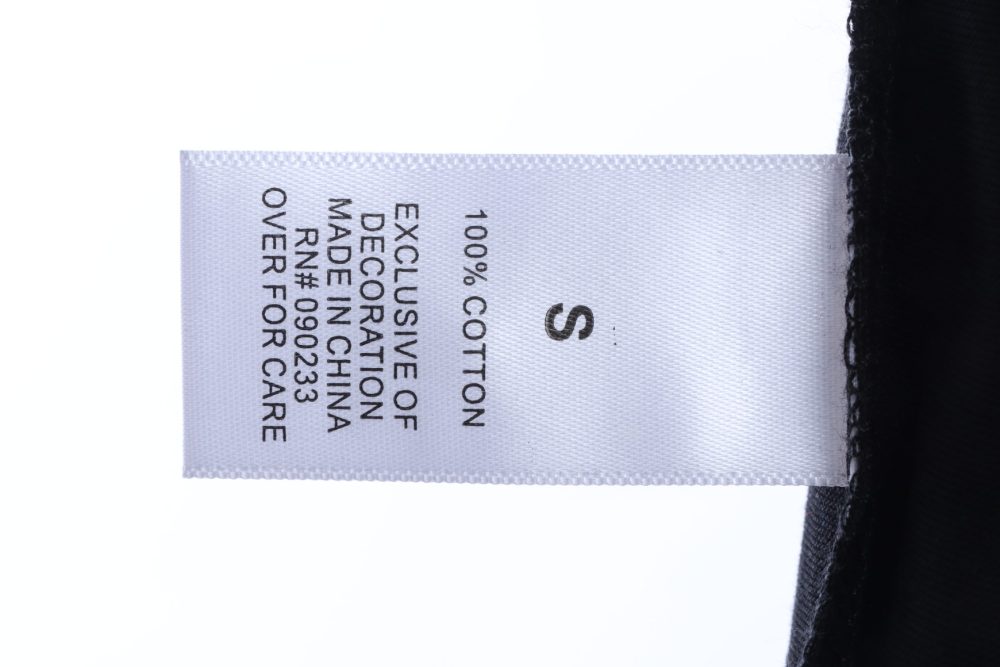 S
100% COTTON
EXCLUSIVE OF
DECORATION
MADE IN CHINA
RN# 090233
OVER FOR CARE